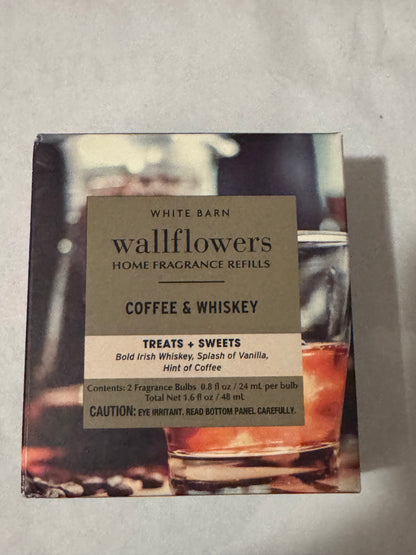 WHITE BARN
wallflowers
HOME FRAGRANCE REFILLS
COFFEE & WHISKEY
TREATS + SWEETS
Bold Irish Whiskey, Splash of Vanilla,
Hint of Coffee
Contents: 2 Fragrance Bulbs 0.8 fl oz / 24 mL per bulb
Total Net 1.6 fl oz / 48 mL
CAUTION: EYE IRRITANT. READ BOTTOM PANEL CAREFULLY.